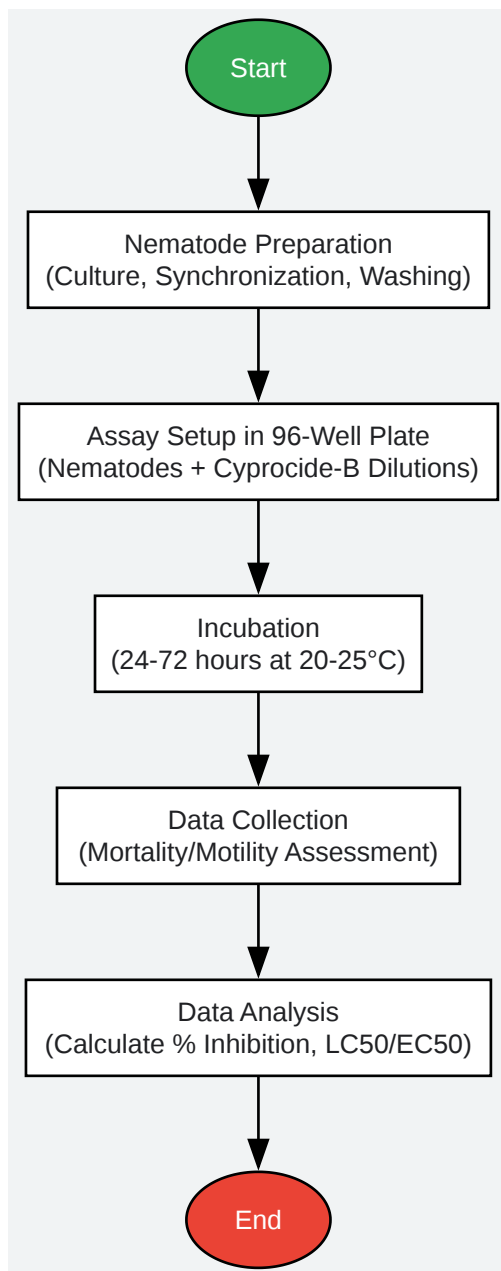 Start
Nematode Preparation
(Culture, Synchronization, Washing)
Assay Setup in 96-Well Plate
(Nematodes + Cyprocide-B Dilutions)
Incubation
(24-72 hours at 20-25°C)
Data Collection
(Mortality/Motility Assessment)
Data Analysis
(Calculate % Inhibition, LC50/EC50)
End